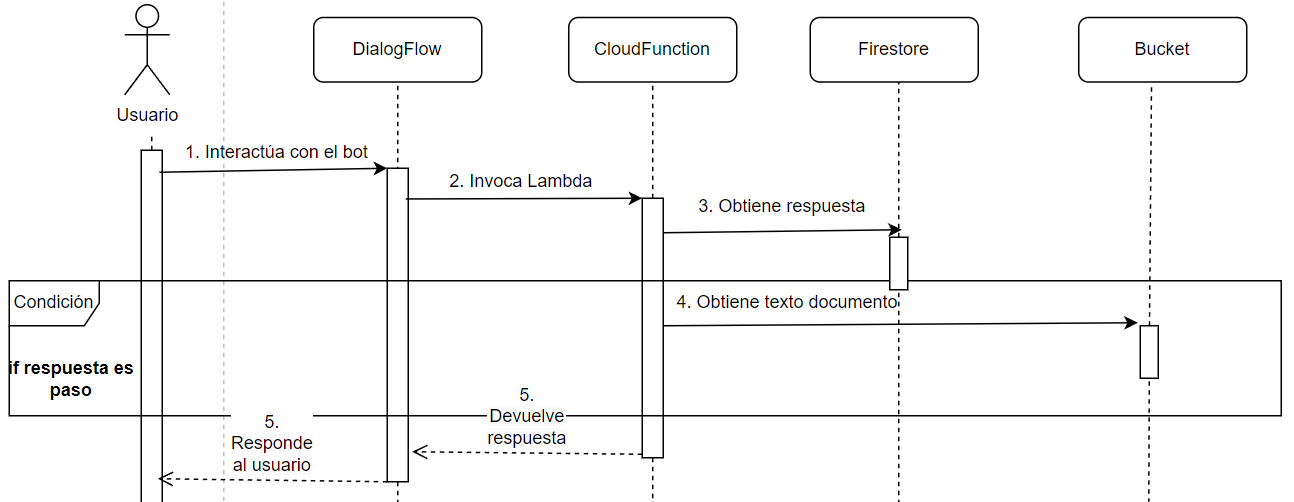 DialogFlow
CloudFunction
Firestore
Bucket
Usuario
1. Interactúa con el bot
2. Invoca Lambda
3. Obtiene respuesta
Condición
4. Obtiene texto documento
if respuesta es
paso
5.
Devuelve
respuesta
5.
Responde
al usuario